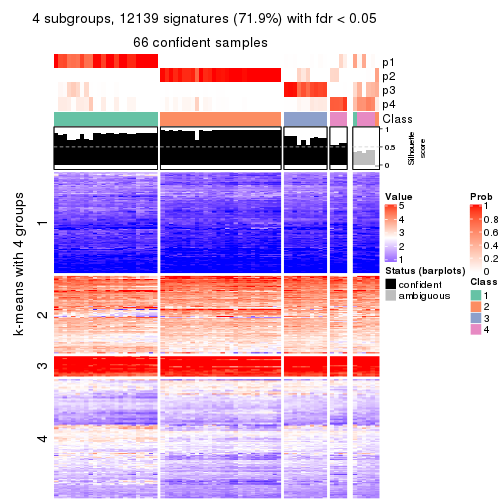 4 subgroups, 12139 signatures (71.9%) with fdr < 0.05
66 confident samples
p1
p2
p3
p4
Class
1
0.5
0
Silhouette
score
k-means with 4 groups
1
2
3
4
Value
5
4
3
2
1
Status (barplots)
confident
ambiguous
Prob
1
0.8
0.6
0.4
0.2
0
Class
1
2
3
4